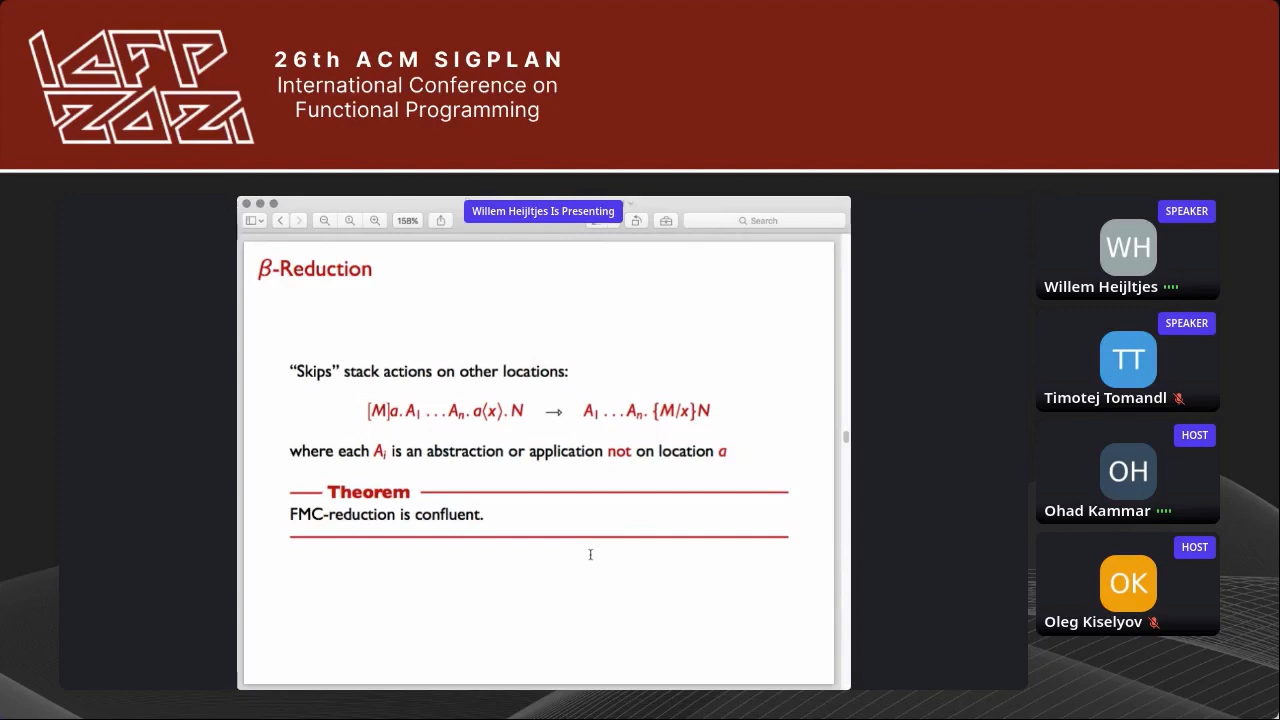 ICFP
2021
26th ACM SIGPLAN
International Conference on
Functional Programming
Willem Heijltjes Is Presenting
158%
Search
β-Reduction
“Skips” stack actions on other locations:
[M]a. A₁ …Aₙ. a⟨x⟩. N → A₁ …Aₙ. {M/x}N
where each Aᵢ is an abstraction or application not on location a
Theorem
FMC-reduction is confluent.
SPEAKER
WH
Willem Heijltjes
SPEAKER
TT
Timotej Tomandl
HOST
OH
Ohad Kammar
HOST
OK
Oleg Kiselyov